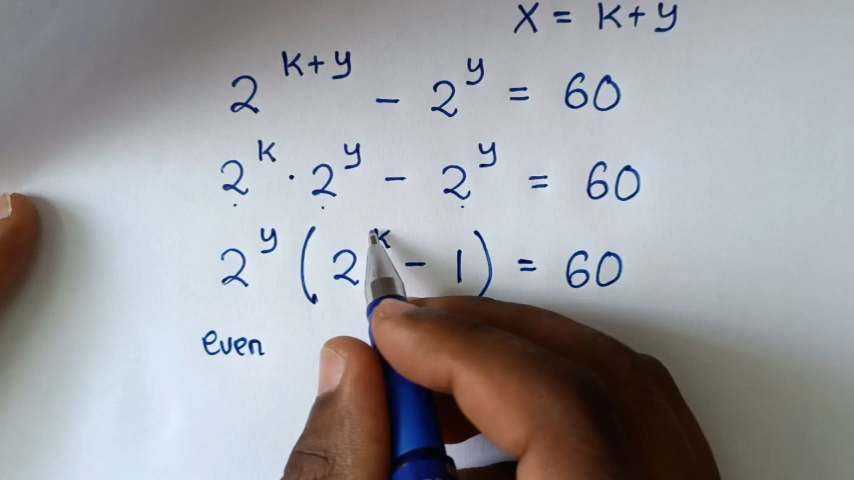 x = k+y
2^{k+y} - 2^y = 60
2^k · 2^y - 2^y = 60
2^y (2^k - 1) = 60
even